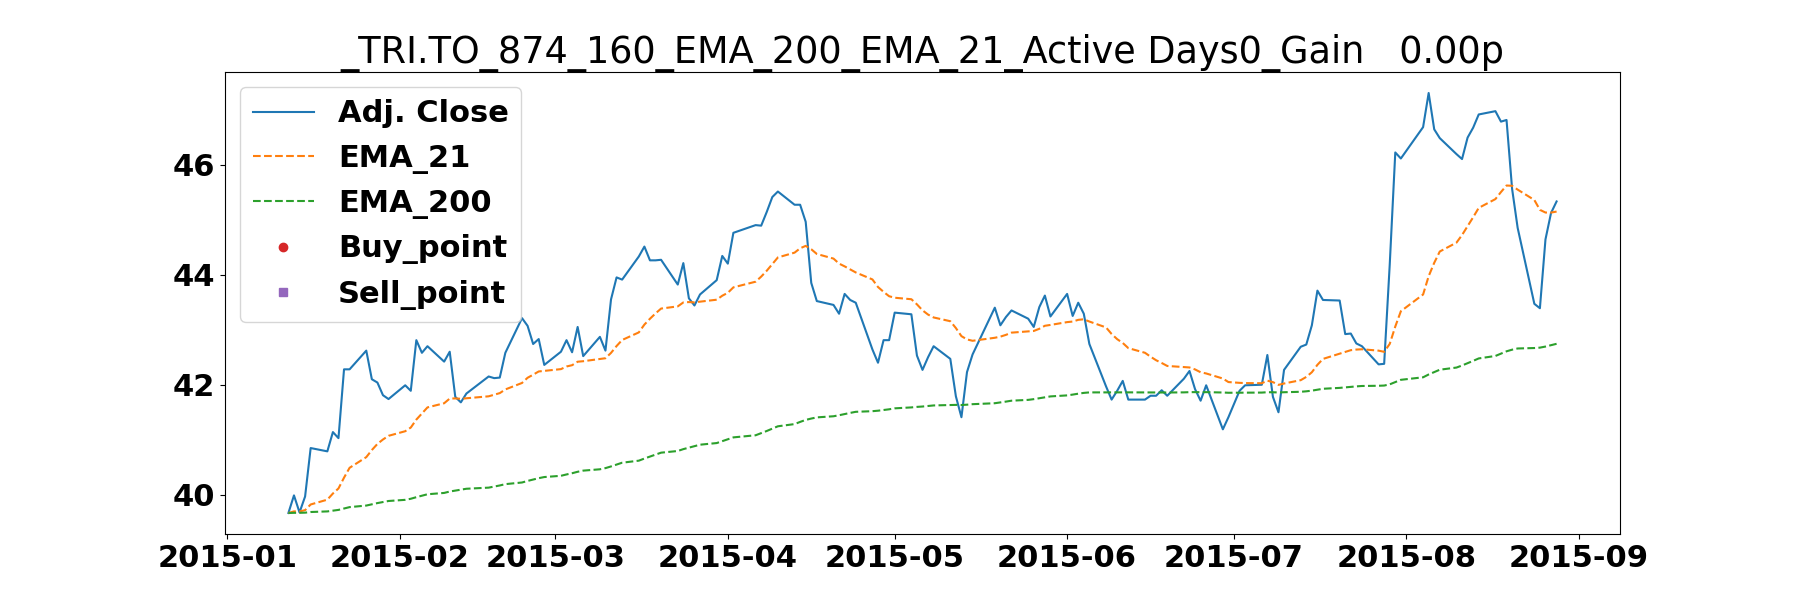 _TRI.TO_874_160_EMA_200_EMA_21_Active Days0_Gain   0.00p
Adj. Close
EMA_21
EMA_200
Buy_point
Sell_point
46
44
42
40
2015-01 2015-02 2015-03 2015-04 2015-05 2015-06 2015-07 2015-08 2015-09